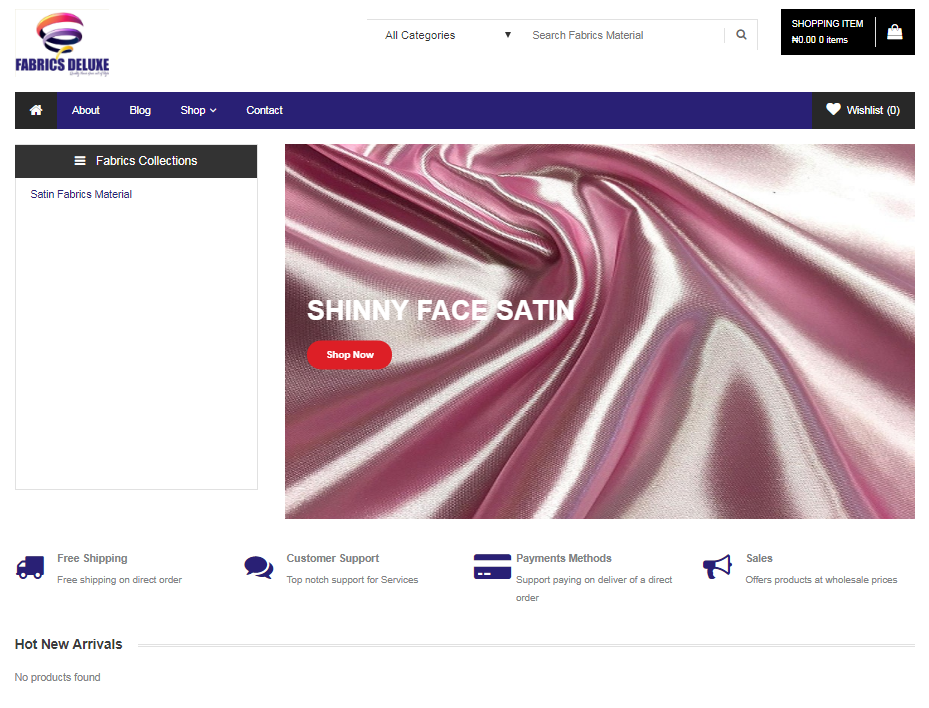 All Categories
Search Fabrics Material
SHOPPING ITEM
₦0.00 0 items
FABRICS DELUXE
About
Blog
Shop
Contact
Wishlist (0)
Fabrics Collections
Satin Fabrics Material
SHINNY FACE SATIN
Shop Now
Free Shipping
Free shipping on direct order
Customer Support
Top notch support for Services
Payments Methods
Support paying on deliver of a direct
order
Sales
Offers products at wholesale prices
Hot New Arrivals
No products found